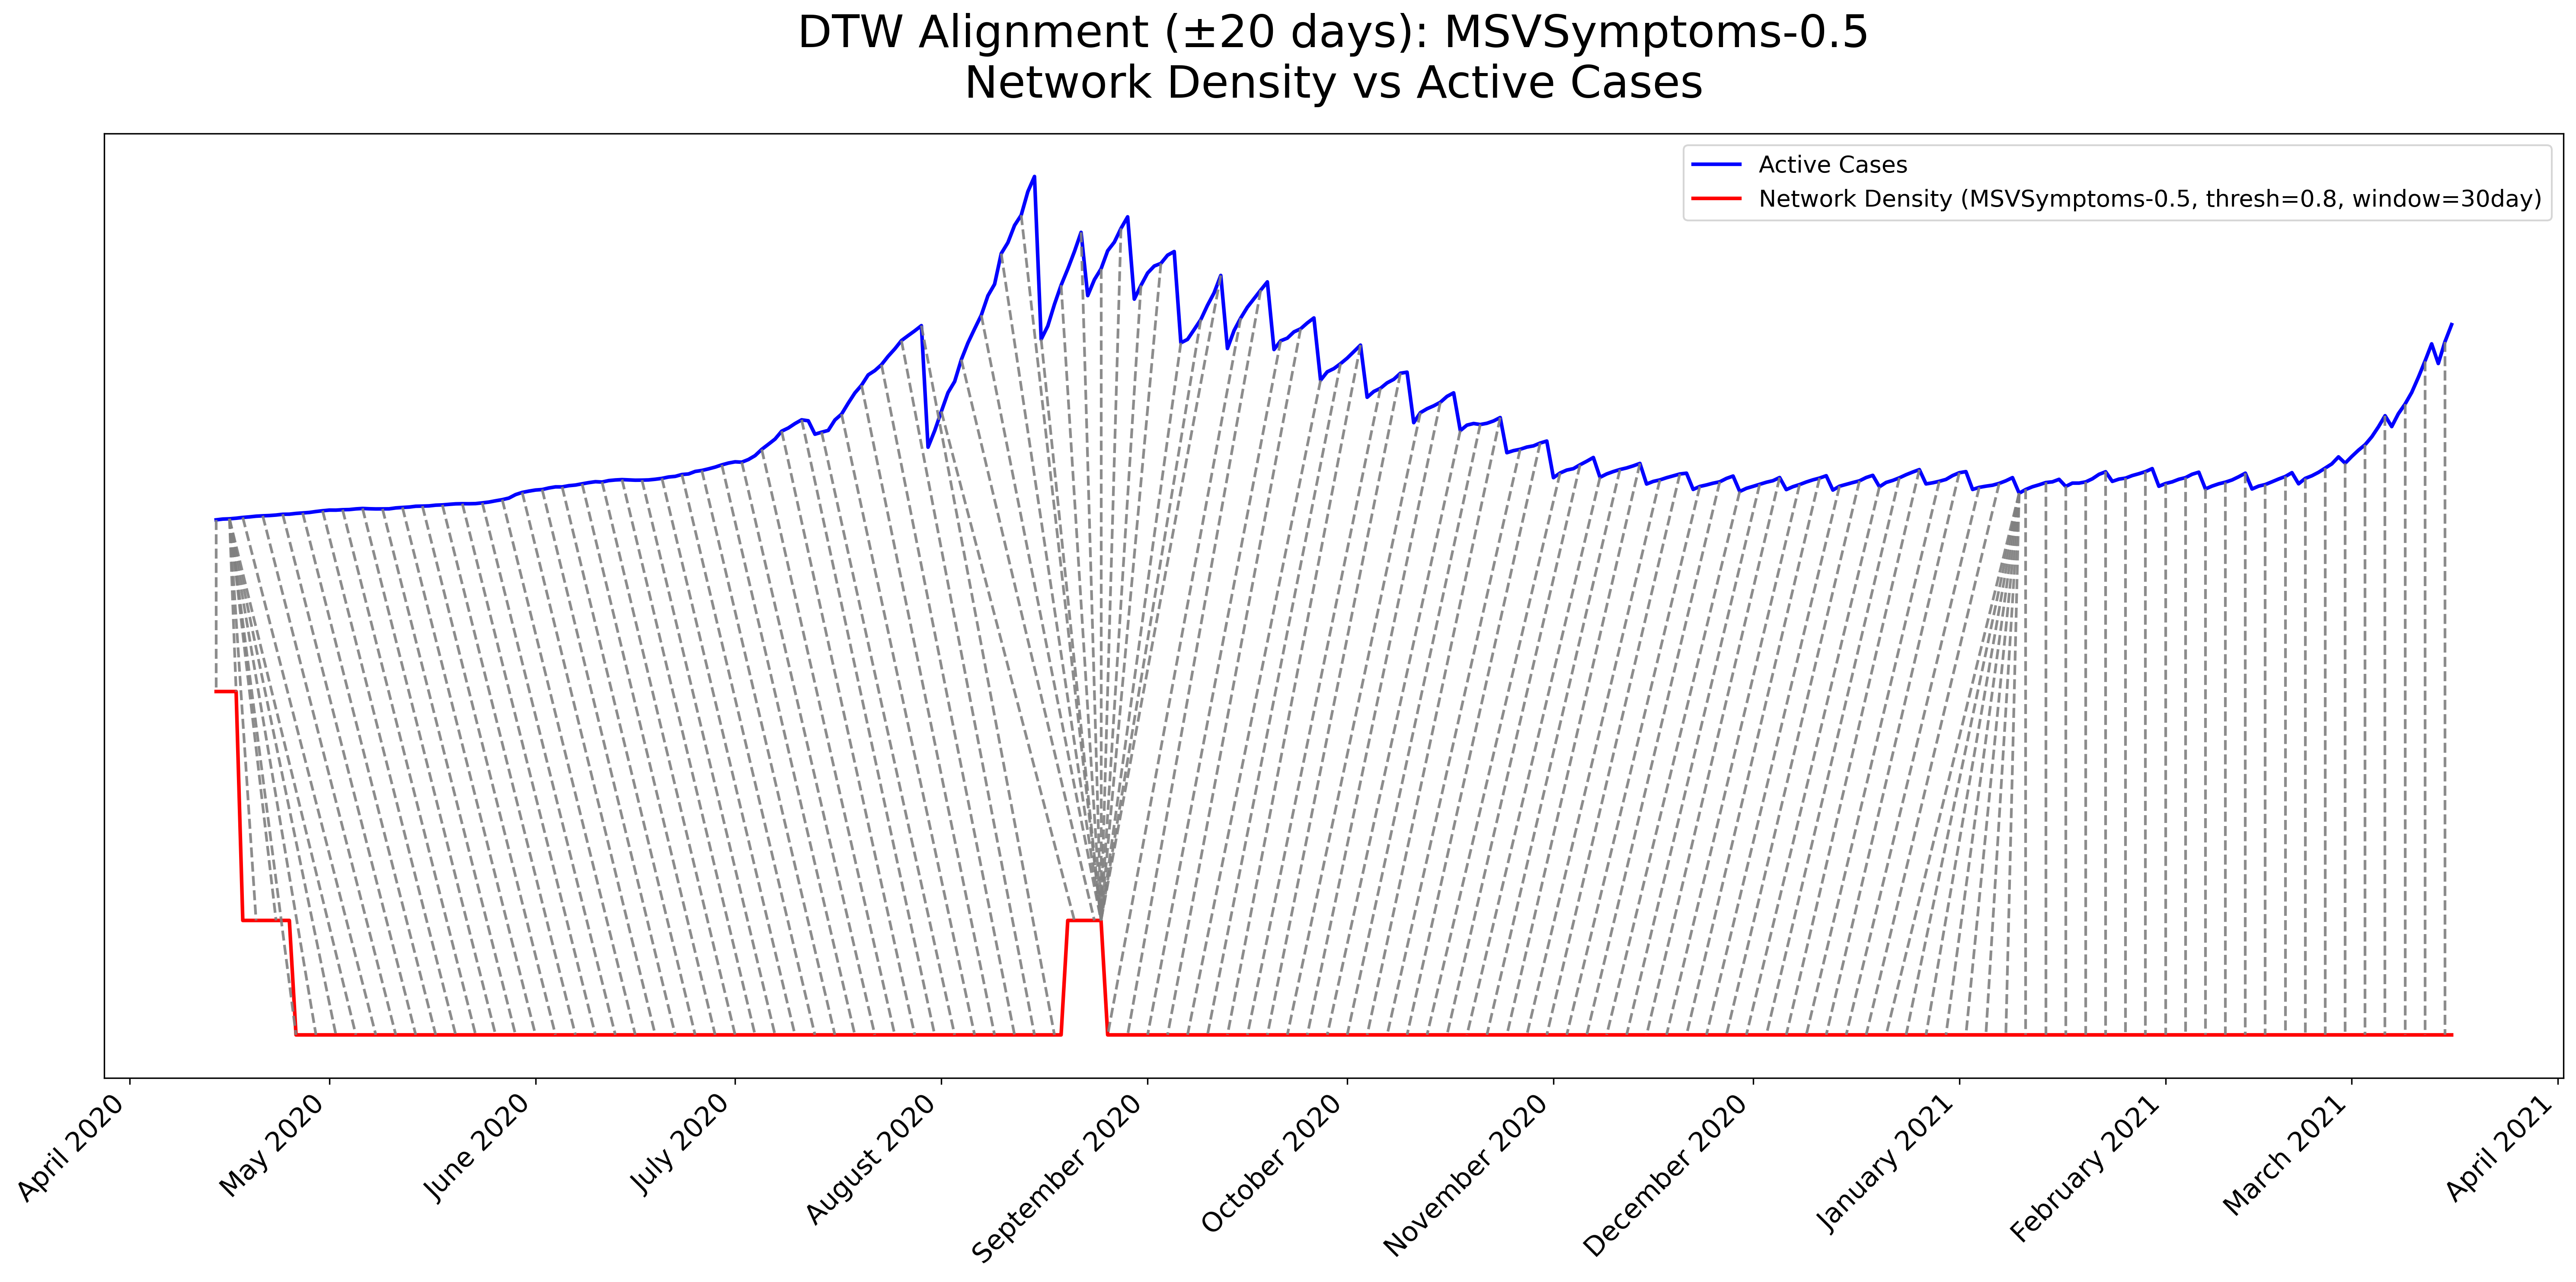 DTW Alignment (±20 days): MSVSymptoms-0.5
Network Density vs Active Cases
Active Cases
Network Density (MSVSymptoms-0.5, thresh=0.8, window=30day)
April 2020
May 2020
June 2020
July 2020
August 2020
September 2020
October 2020
November 2020
December 2020
January 2021
February 2021
March 2021
April 2021